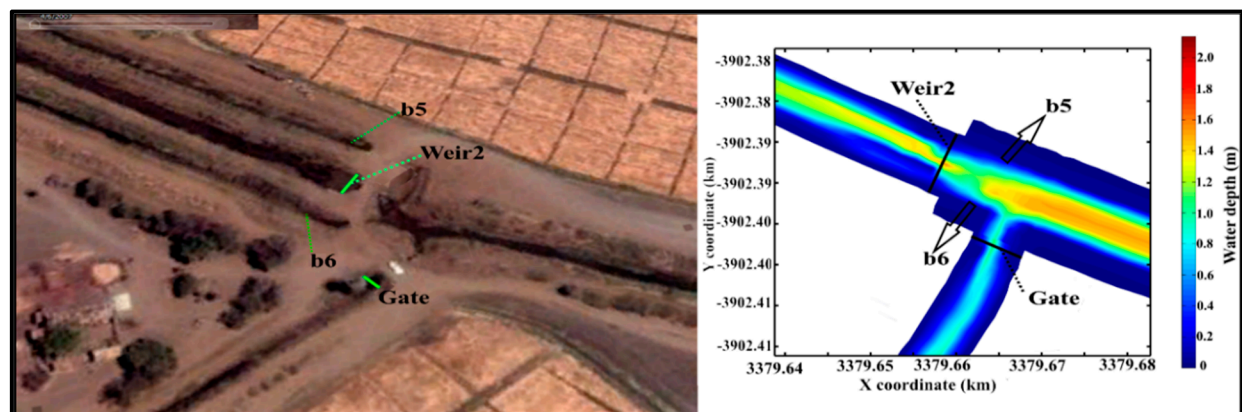 b5
Weir2
b6
Gate
-3902.38
-3902.38
-3902.39
-3902.39
-3902.40
-3902.40
-3902.41
-3902.41
Y coordinate (km)
Weir2
b5
b6
Gate
3379.64 3379.65 3379.66 3379.67 3379.68
X coordinate (km)
2.0
1.8
1.6
1.4
1.2
1.0
0.8
0.6
0.4
0.2
0
Water depth (m)